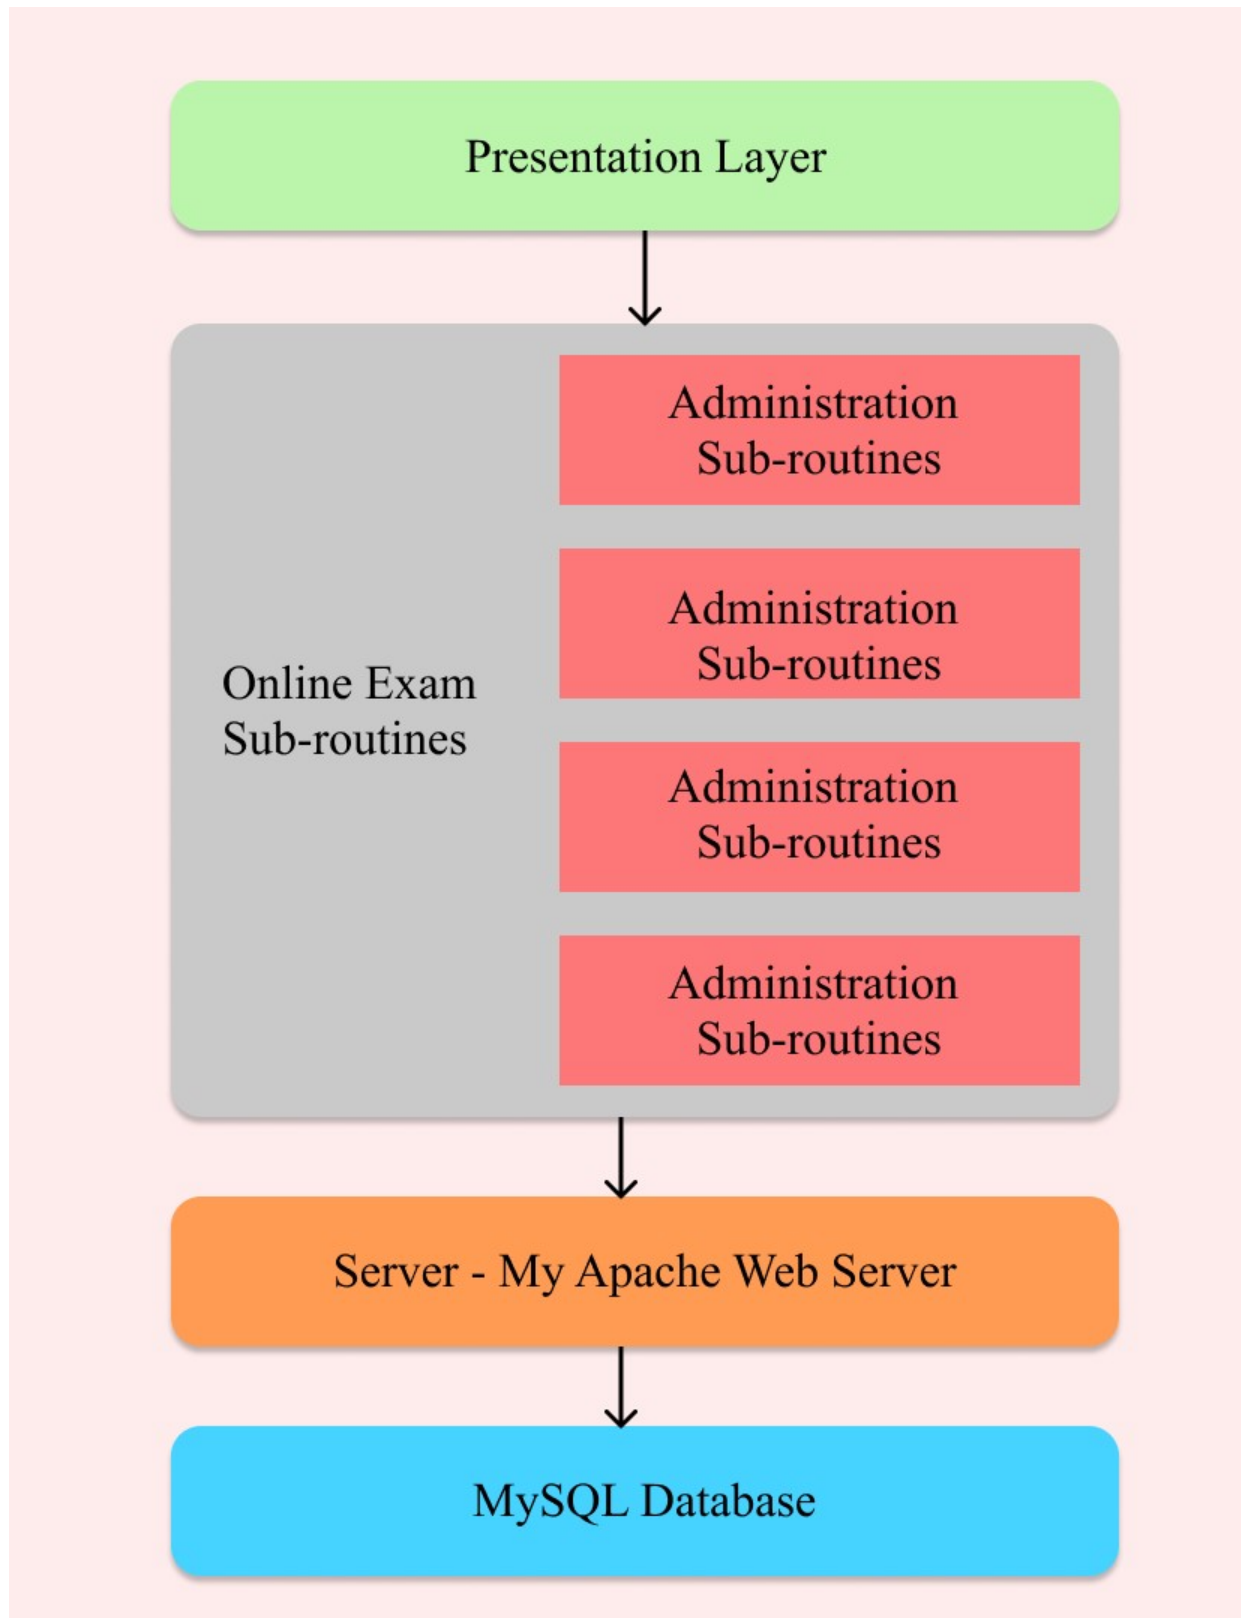 Presentation Layer
Administration
Sub-routines
Administration
Sub-routines
Online Exam
Sub-routines
Administration
Sub-routines
Administration
Sub-routines
Server - My Apache Web Server
MySQL Database